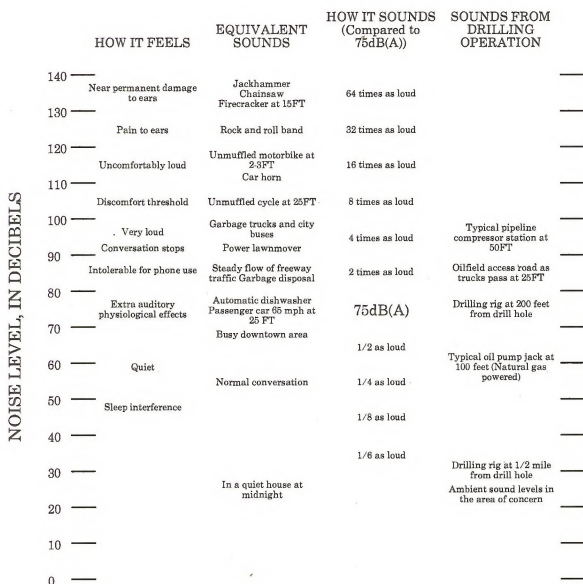 HOW IT FEELS
EQUIVALENT
SOUNDS
HOW IT SOUNDS
(Compared to
75dB(A))
SOUNDS FROM
DRILLING
OPERATION
NOISE LEVEL, IN DECIBELS
140
130
120
110
100
90
80
70
60
50
40
30
20
10
0
Near permanent damage
to ears
Pain to ears
Uncomfortably loud
Discomfort threshold
Very loud
Conversation stops
Intolerable for phone use
Extra auditory
physiological effects
Quiet
Sleep interference
Jackhammer
Chainsaw
Firecracker at 15FT
Rock and roll band
Unmuffled motorbike at
2-3FT
Car horn
Unmuffled cycle at 25FT
Garbage trucks and city
buses
Power lawnmover
Steady flow of freeway
traffic Garbage disposal
Automatic dishwasher
Passenger car 65 mph at
25 FT
Busy downtown area
Normal conversation
In a quiet house at
midnight
64 times as loud
32 times as loud
16 times as loud
8 times as loud
4 times as loud
2 times as loud
75dB(A)
1/2 as loud
1/4 as loud
1/8 as loud
1/6 as loud
Typical pipeline
compressor station at
50FT
Oilfield access road as
trucks pass at 25FT
Drilling rig at 200 feet
from drill hole
Typical oil pump jack at
100 feet (Natural gas
powered)
Drilling rig at 1/2 mile
from drill hole
Ambient sound levels in
the area of concern